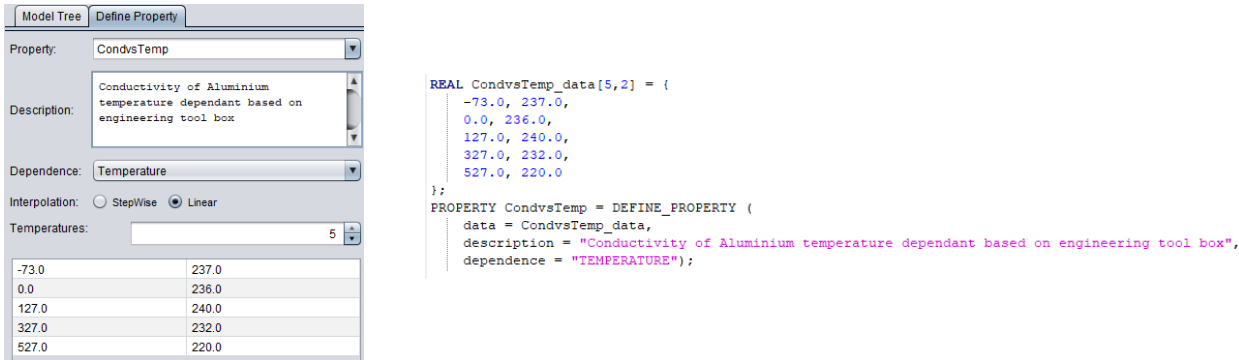 Model Tree Define Property
Property: CondvsTemp
Description: Conductivity of Aluminium
temperature dependant based on
engineering tool box
Dependence: Temperature
Interpolation: StepWise Linear
Temperatures: 5
-73.0 237.0
0.0 236.0
127.0 240.0
327.0 232.0
527.0 220.0
REAL CondvsTemp_data[5,2] = {
-73.0, 237.0,
0.0, 236.0,
127.0, 240.0,
327.0, 232.0,
527.0, 220.0
};
PROPERTY CondvsTemp = DEFINE_PROPERTY (
data = CondvsTemp_data,
description = "Conductivity of Aluminium temperature dependant based on engineering tool box",
dependence = "TEMPERATURE");